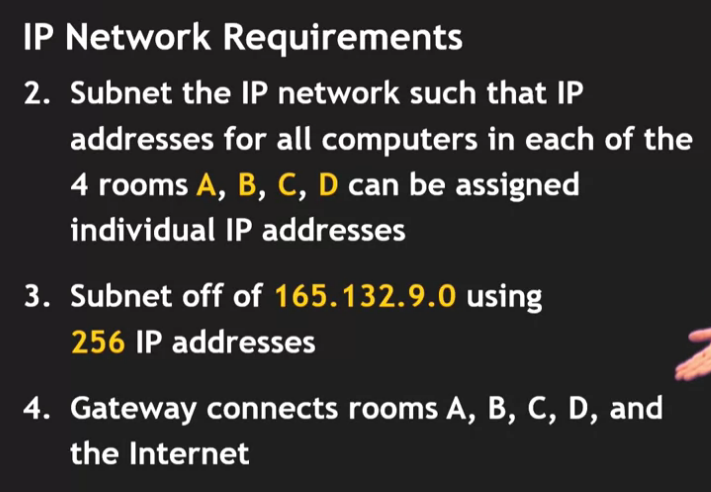 IP Network Requirements
2. Subnet the IP network such that IP
addresses for all computers in each of the
4 rooms A, B, C, D can be assigned
individual IP addresses
3. Subnet off of 165.132.9.0 using
256 IP addresses
4. Gateway connects rooms A, B, C, D, and
the Internet